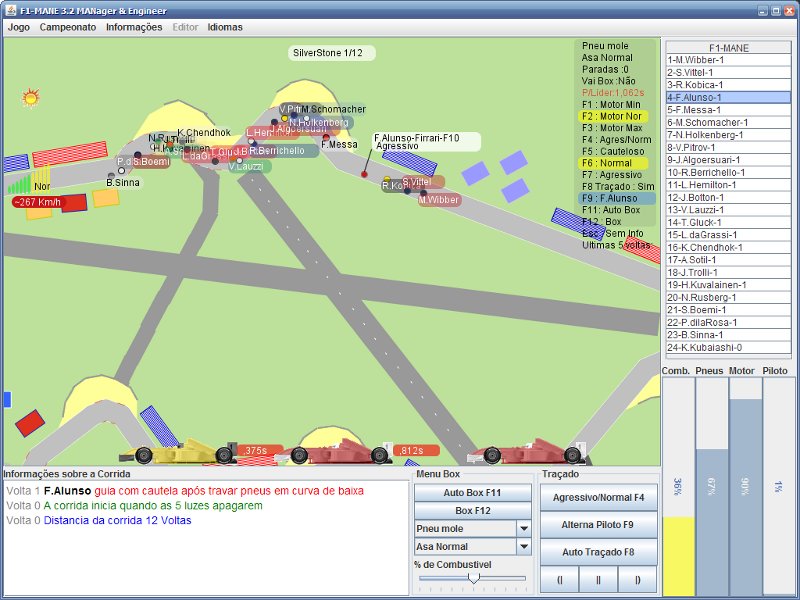 F1-MANE 3.2 MANager & Engineer
Jogo Campeonato Informações Editor Idiomas
SilverStone 1/12
Pneu mole
Asa Normal
Paradas :0
Vai Box :Não
P/Líder:1,062s
F1 : Motor Min
F2 : Motor Nor
F3 : Motor Max
F4 : Agres/Norm
F5 : Cauteloso
F6 : Normal
F7 : Agressivo
F8 Traçado : Sim
F9 : F.Alunso
F11: Auto Box
F12 : Box
Esc : Sem Info
Ultimas 5 voltas:
V.Pitrov
M.Schomacher
N.Holkenberg
J.Algoersuari
K.Chendhok
F.Messa
R.Berrichello
V.Lauzzi
S.Boemi
B.Sinna
F.Alunso-Ferrari-F10
Agressivo
S.Vittel
M.Wibber
Nor
~267 Km/h
,375s
,812s
F1-MANE
1-M.Wibber-1
2-S.Vittel-1
3-R.Kobica-1
4-F.Alunso-1
5-F.Messa-1
6-M.Schomacher-1
7-N.Holkenberg-1
8-V.Pitrov-1
9-J.Algoersuari-1
10-R.Berrichello-1
11-L.Hemilton-1
12-J.Botton-1
13-V.Lauzzi-1
14-T.Gluck-1
15-L.daGrassi-1
16-K.Chendhok-1
17-A.Sotil-1
18-J.Trolli-1
19-H.Kuvalainen-1
20-N.Rusberg-1
21-S.Boemi-1
22-P.dilaRosa-1
23-B.Sinna-1
24-K.Kubaiashi-0
Comb. Pneus Motor Piloto
36% 67% 90% 1%
Informações sobre a Corrida
Volta 1 F.Alunso guia com cautela após travar pneus em curva de baixa
Volta 0 A corrida inicia quando as 5 luzes apagarem
Volta 0 Distancia da corrida 12 Voltas
Menu Box
Auto Box F11
Box F12
Pneu mole
Asa Normal
% de Combustivel
Traçado
Agressivo/Normal F4
Alterna Piloto F9
Auto Traçado F8
(| || |)